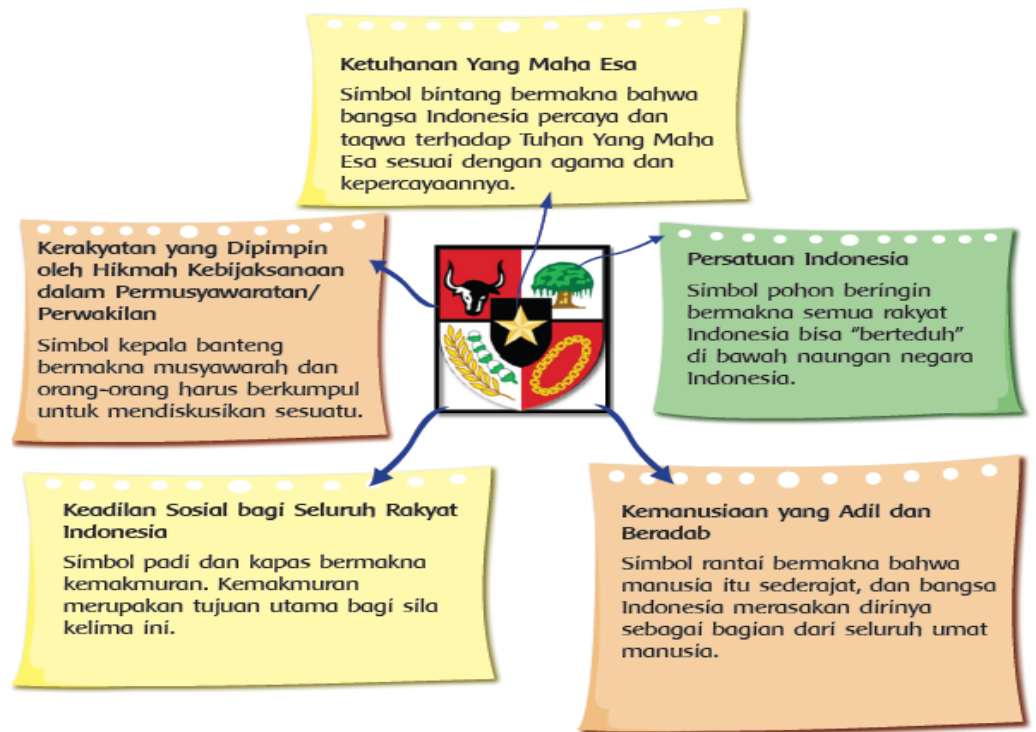 Ketuhanan Yang Maha Esa
Simbol bintang bermakna bahwa
bangsa Indonesia percaya dan
taqwa terhadap Tuhan Yang Maha
Esa sesuai dengan agama dan
kepercayaannya.
Kerakyatan yang Dipimpin
oleh Hikmah Kebijaksanaan
dalam Permusyawaratan/
Perwakilan
Simbol kepala banteng
bermakna musyawarah dan
orang-orang harus berkumpul
untuk mendiskusikan sesuatu.
Persatuan Indonesia
Simbol pohon beringin
bermakna semua rakyat
Indonesia bisa “berteduh”
di bawah naungan negara
Indonesia.
Keadilan Sosial bagi Seluruh Rakyat
Indonesia
Simbol padi dan kapas bermakna
kemakmuran. Kemakmuran
merupakan tujuan utama bagi sila
kelima ini.
Kemanusiaan yang Adil dan
Beradab
Simbol rantai bermakna bahwa
manusia itu sederajat, dan bangsa
Indonesia merasakan dirinya
sebagai bagian dari seluruh umat
manusia.